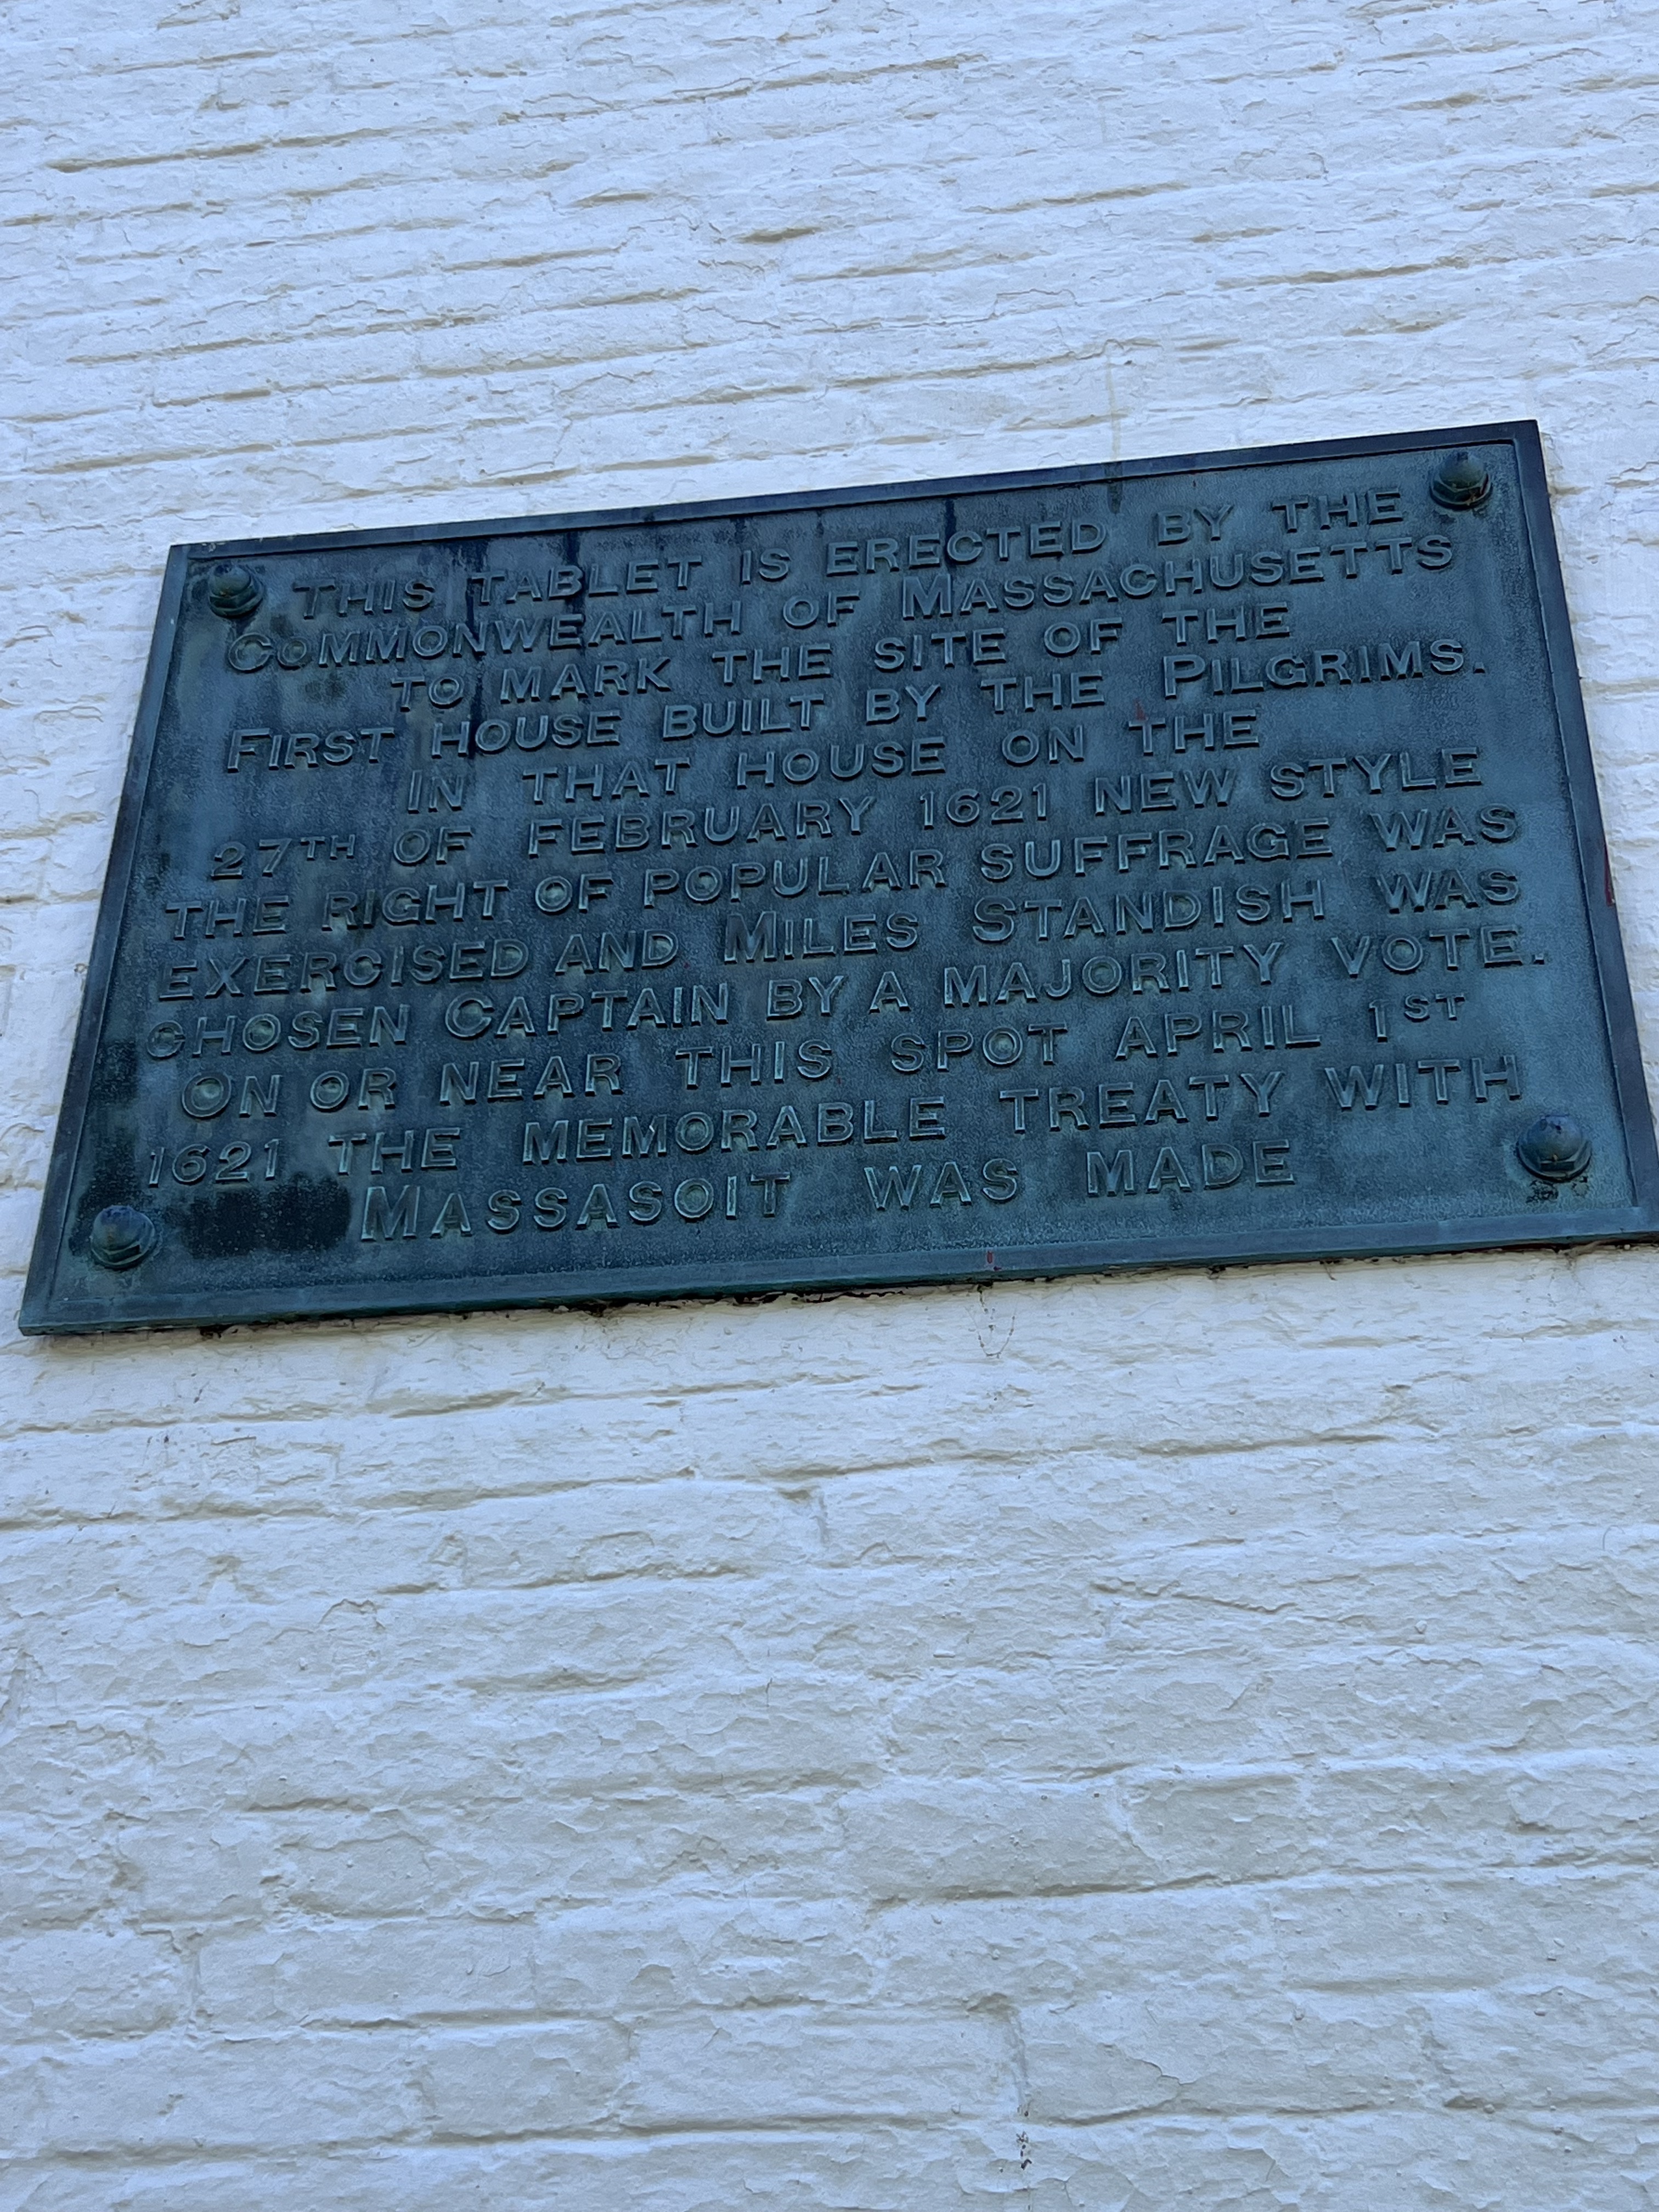 THIS TABLET IS ERECTED BY THE
COMMONWEALTH OF MASSACHUSETTS
TO MARK THE SITE OF THE
FIRST HOUSE BUILT BY THE PILGRIMS.
IN THAT HOUSE ON THE
27TH OF FEBRUARY 1621 NEW STYLE
THE RIGHT OF POPULAR SUFFRAGE WAS
EXERCISED AND MILES STANDISH WAS
CHOSEN CAPTAIN BY A MAJORITY VOTE.
ON OR NEAR THIS SPOT APRIL 1ST
1621 THE MEMORABLE TREATY WITH
MASSASOIT WAS MADE